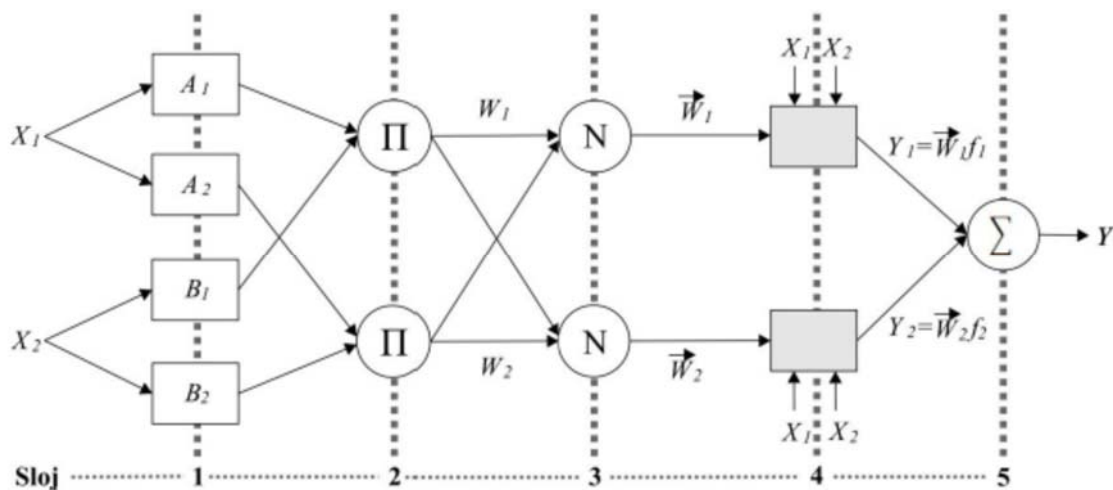 X1 X2
A1
W1
W⃗1
Π
N
Y1=W⃗1f1
X1
A2
Σ
Y
B1
X2
Π
N
Y2=W⃗2f2
W2
W⃗2
B2
X1 X2
Sloj 1 2 3 4 5